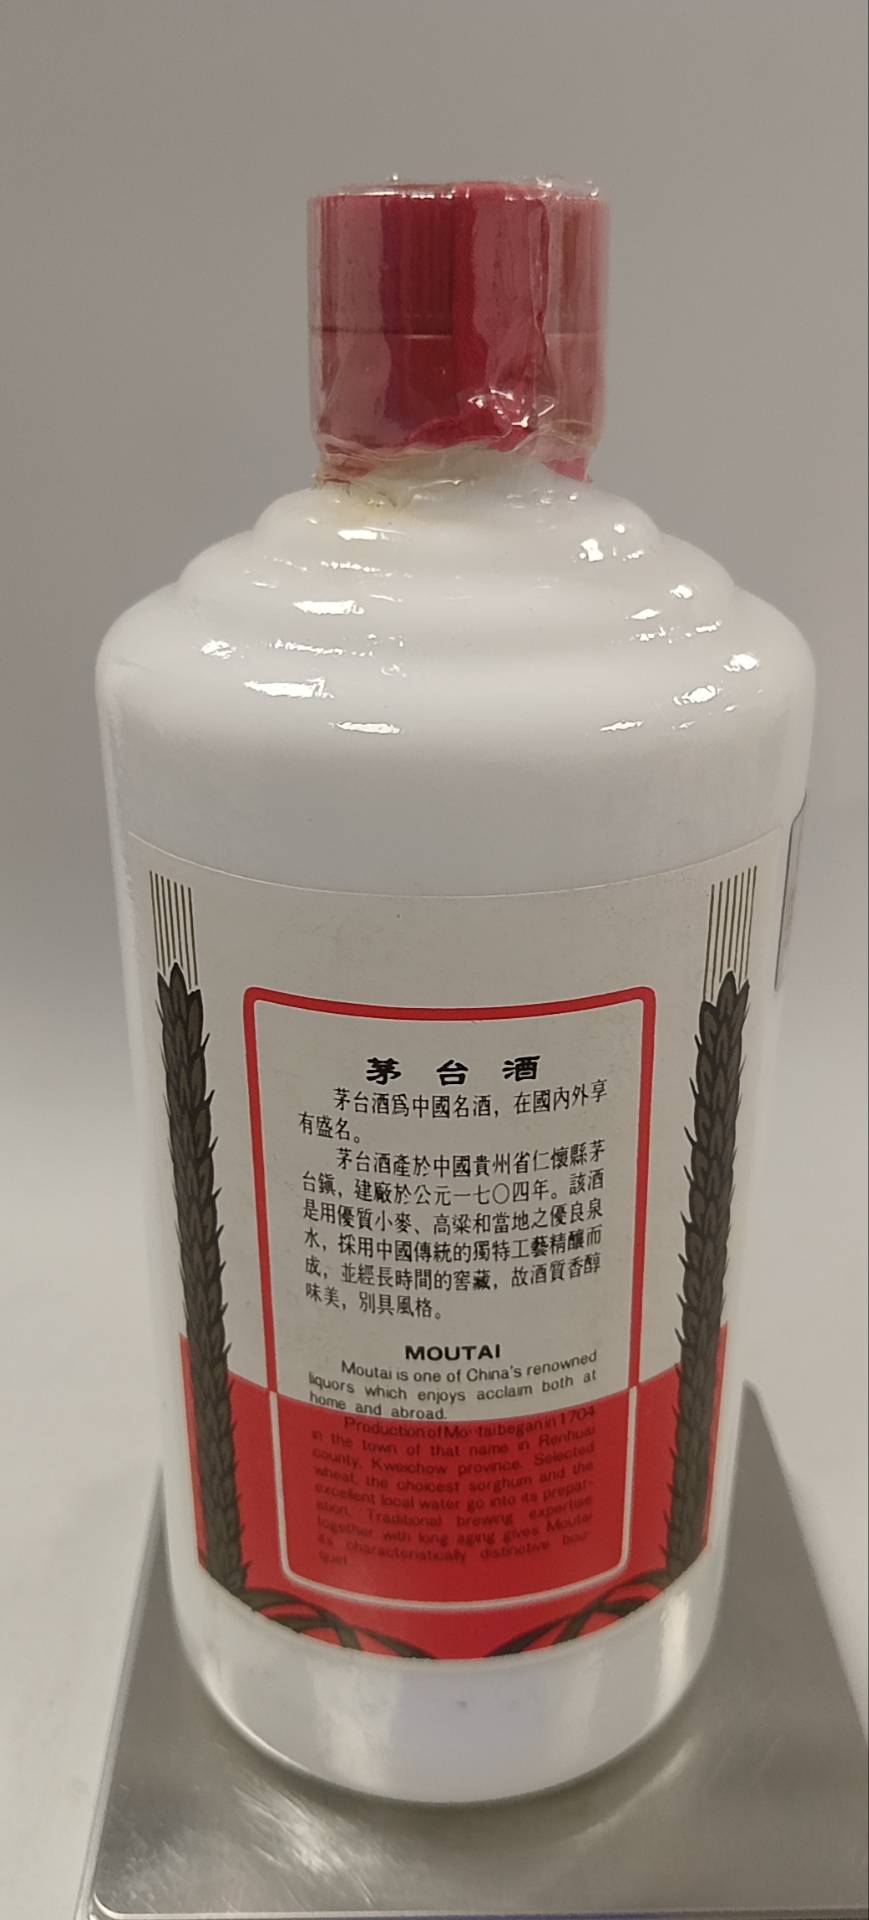 茅台酒
茅台酒爲中國名酒，在國內外享
有盛名。
茅台酒產於中國貴州省仁懷縣茅
台鎭，建廠於公元一七〇四年。該酒
是用優質小麥、高粱和當地之優良泉
水，採用中國傳統的獨特工藝精釀而
成，並經長時間的窖藏，故酒質香醇
味美，別具風格。
MOUTAI
Moutai is one of China's renowned
liquors which enjoys acclaim both at
home and abroad.
Production of Moutai began in 1704
in the town of that name in Renhuai
county, Kweichow province. Selected
wheat, the choicest sorghum and the
excellent local water go into its prepar-
ation. Traditional brewing expertise
together with long aging gives Moutai
its characteristically distinctive bou-
quet.